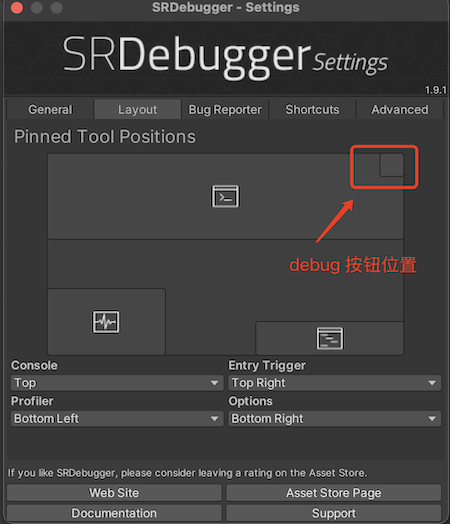 SRDebugger - Settings
SRDebugger Settings
1.9.1
General Layout Bug Reporter Shortcuts Advanced
Pinned Tool Positions
debug 按钮位置
Console Entry Trigger
Top Top Right
Profiler Options
Bottom Left Bottom Right
If you like SRDebugger, please consider leaving a rating on the Asset Store.
Web Site Asset Store Page
Documentation Support